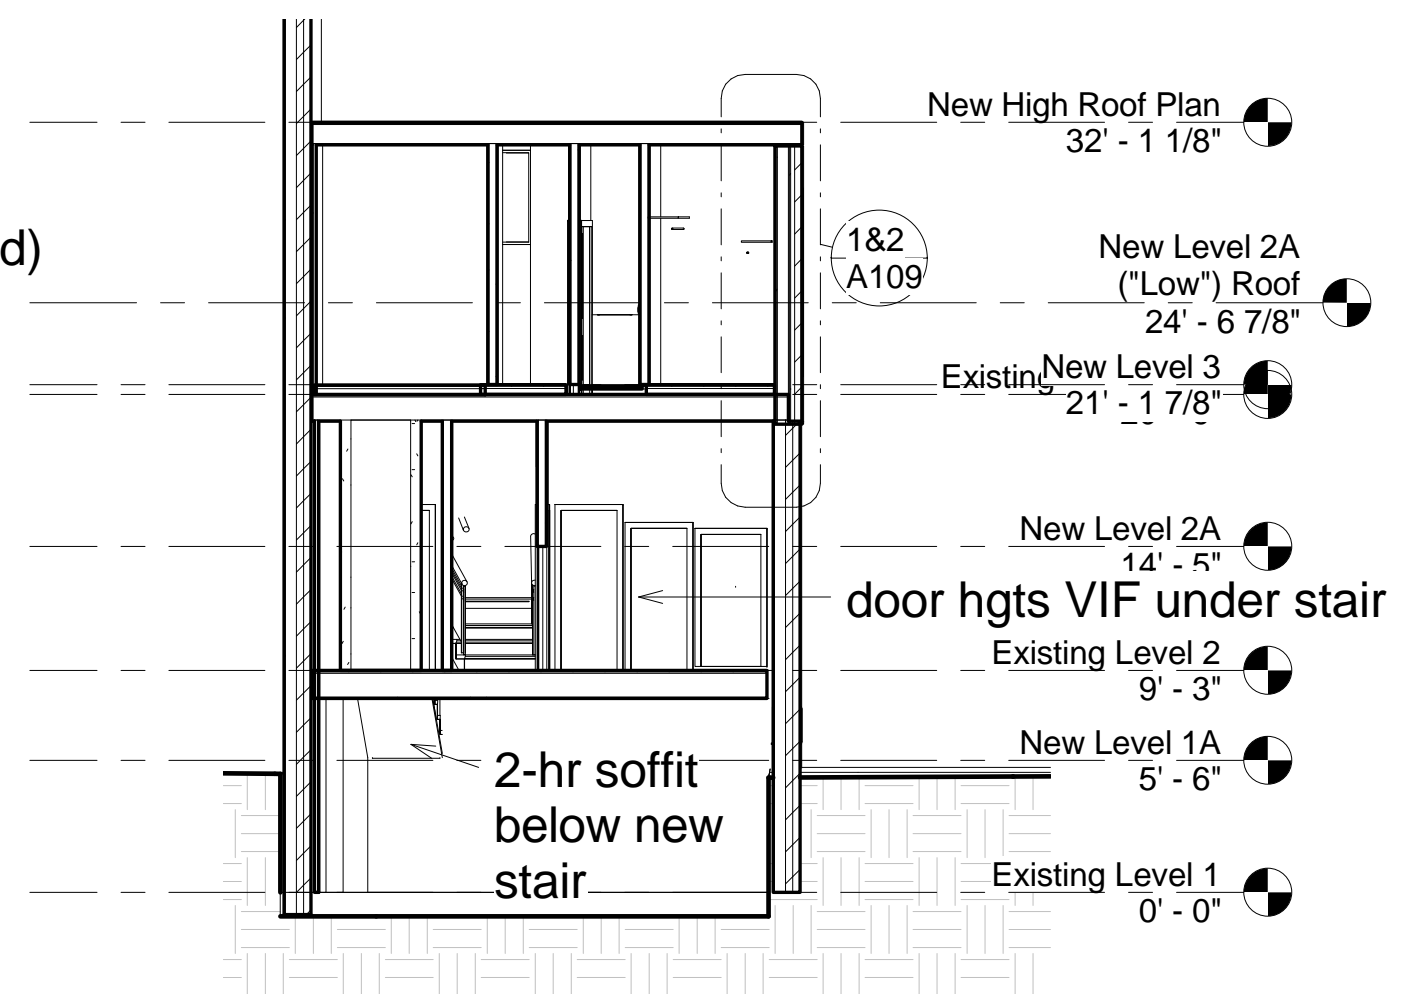 New High Roof Plan
32' - 1 1/8"
d)
1&2
A109
New Level 2A
("Low") Roof
24' - 6 7/8"
Existing
New Level 3
21' - 1 7/8"
New Level 2A
14' - 5"
door hgts VIF under stair
Existing Level 2
9' - 3"
New Level 1A
5' - 6"
2-hr soffit
below new
stair
Existing Level 1
0' - 0"